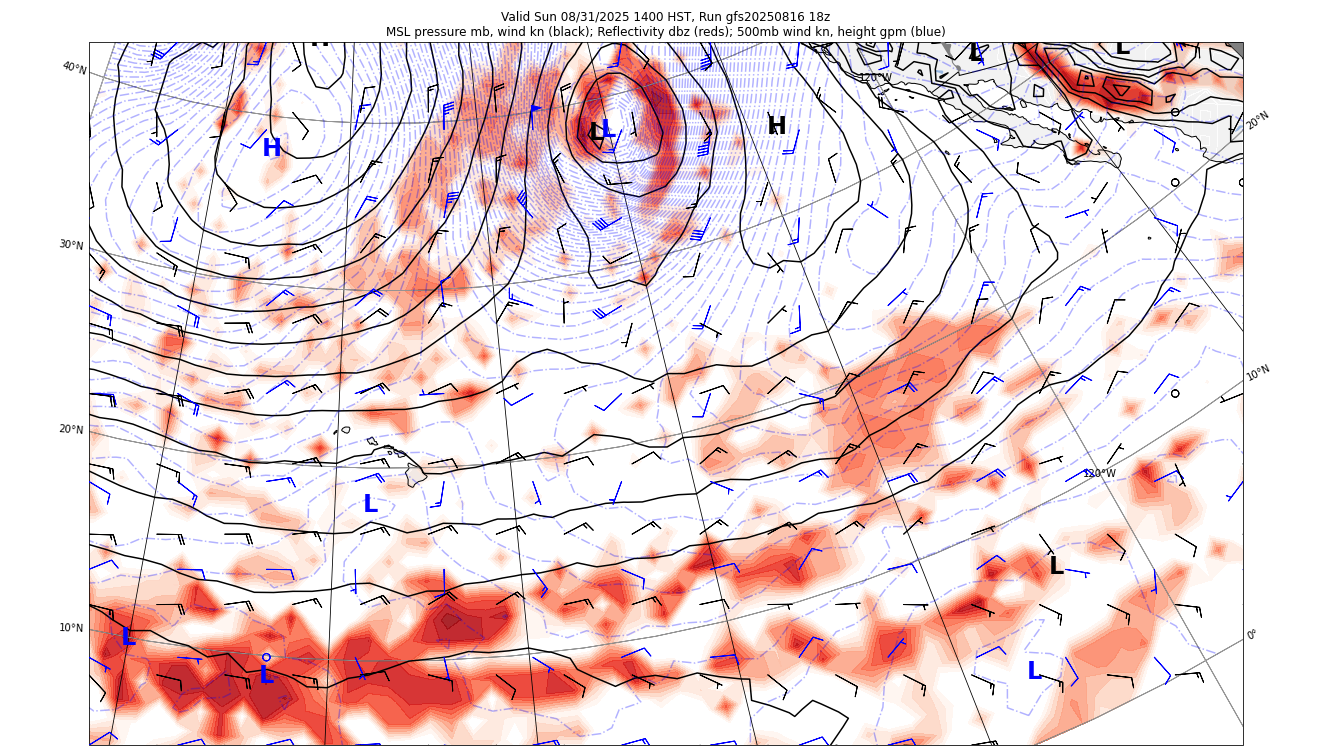 Valid Sun 08/31/2025 1400 HST, Run gfs20250816 18z
MSL pressure mb, wind kn (black); Reflectivity dbz (reds); 500mb wind kn, height gpm (blue)
H
L
L
40°N
120°W
20°N
H
L
L
H
30°N
10°N
20°N
120°W
L
L
10°N
0°
L
L
L